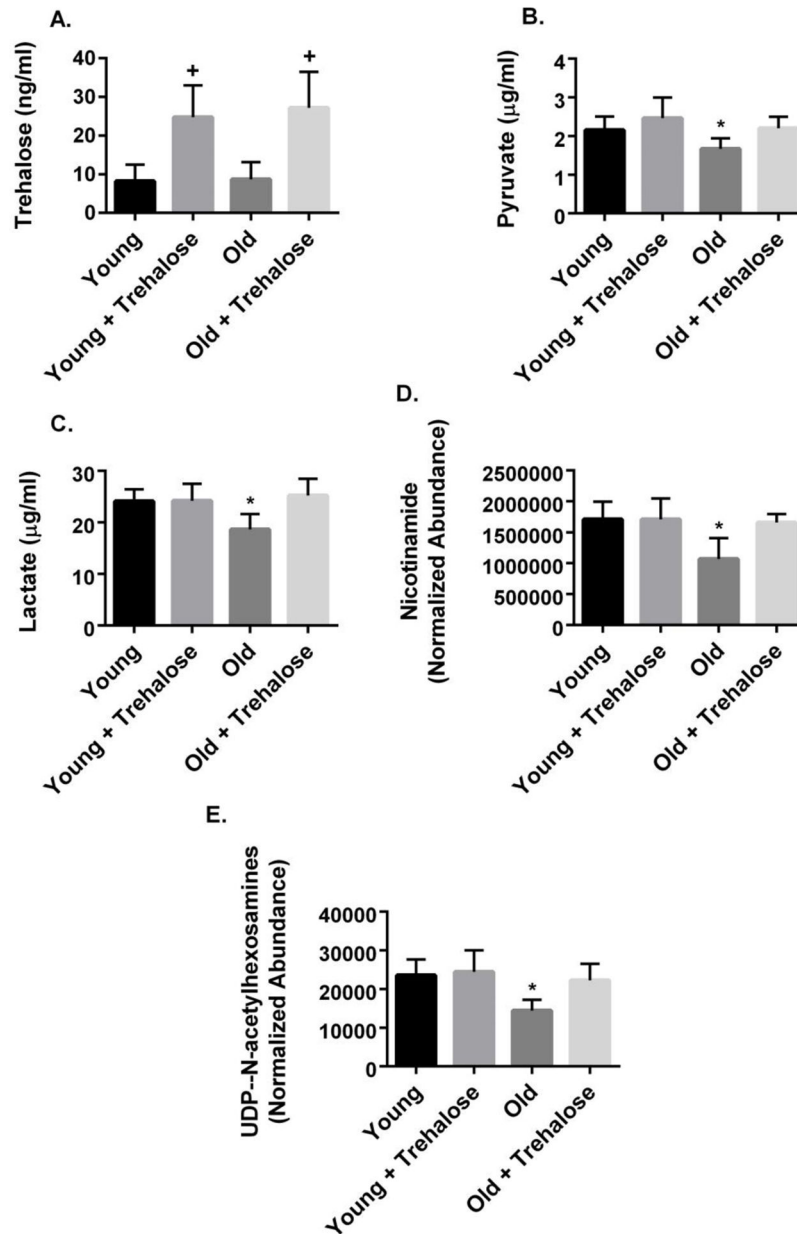 A.
Trehalose (ng/ml)
40
30
20
10
0
+
+
Young
Young + Trehalose
Old
Old + Trehalose
B.
Pyruvate (μg/ml)
4
3
2
1
0
*
Young
Young + Trehalose
Old
Old + Trehalose
C.
Lactate (μg/ml)
30
20
10
0
*
Young
Young + Trehalose
Old
Old + Trehalose
D.
Nicotinamide
(Normalized Abundance)
2500000
2000000
1500000
1000000
500000
0
*
Young
Young + Trehalose
Old
Old + Trehalose
E.
UDP--N-acetylhexosamines
(Normalized Abundance)
40000
30000
20000
10000
0
*
Young
Young + Trehalose
Old
Old + Trehalose